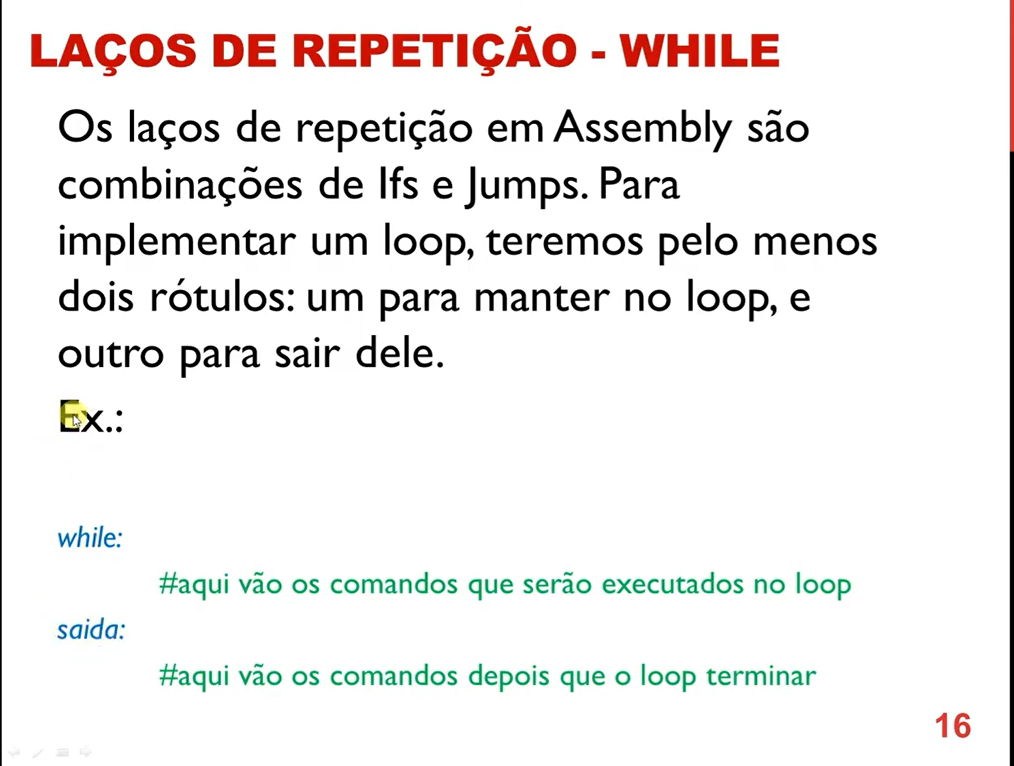 LAÇOS DE REPETIÇÃO - WHILE
Os laços de repetição em Assembly são
combinações de Ifs e Jumps. Para
implementar um loop, teremos pelo menos
dois rótulos: um para manter no loop, e
outro para sair dele.
Ex.:
while:
#aqui vão os comandos que serão executados no loop
saida:
#aqui vão os comandos depois que o loop terminar
16